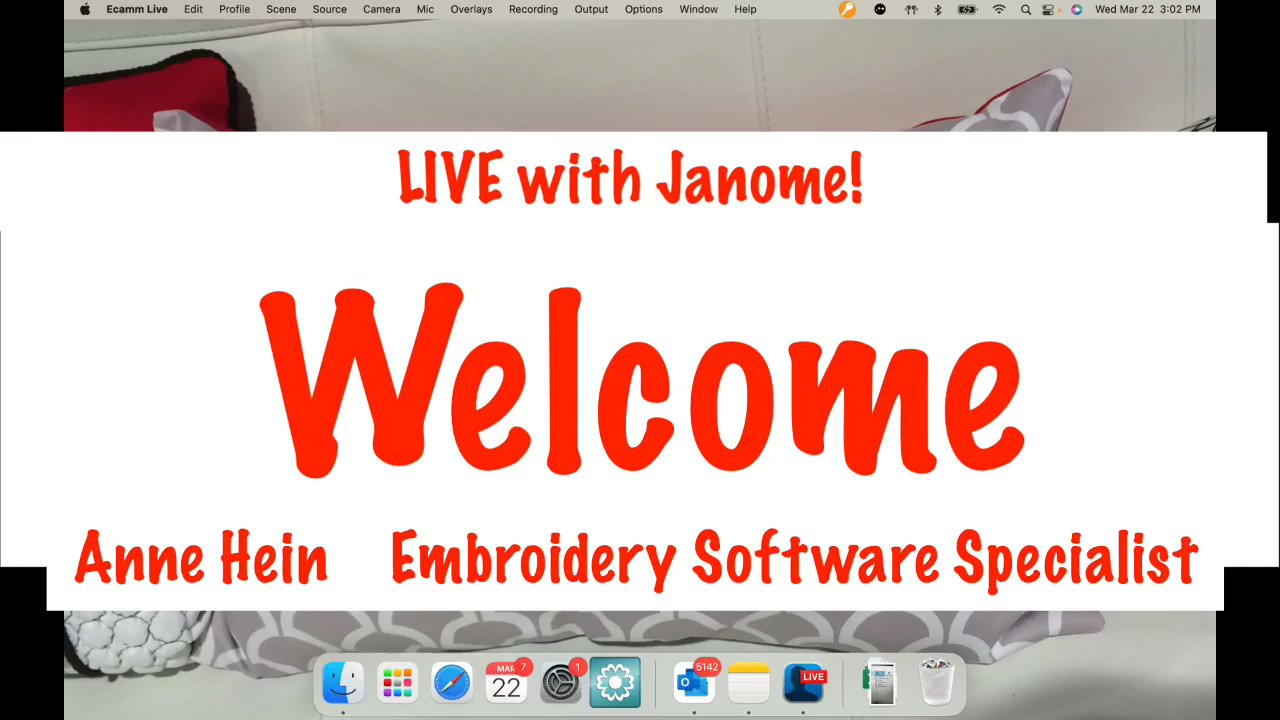 Ecamm Live Edit Profile Scene Source Camera Mic Overlays Recording Output Options Window Help Wed Mar 22 3:02 PM
LIVE with Janome!
Welcome
Anne Hein Embroidery Software Specialist
MAR 7 1 5142
22 LIVE